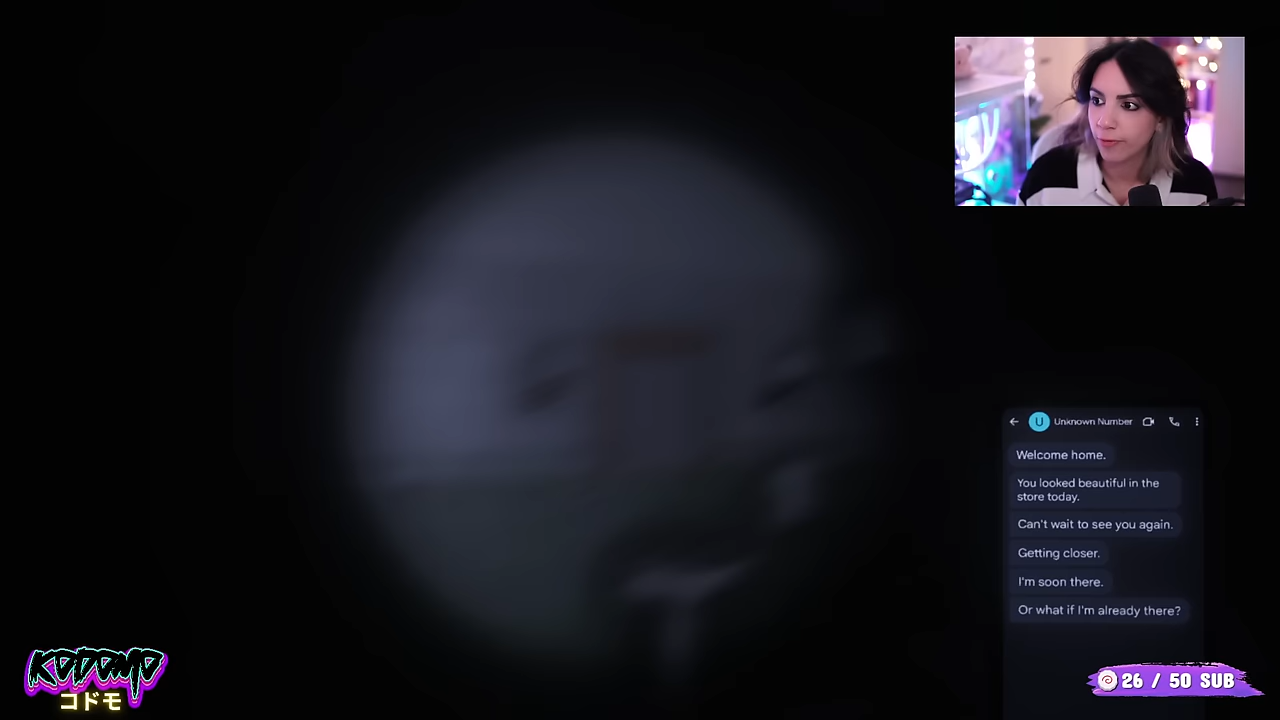 U Unknown Number
Welcome home.
You looked beautiful in the
store today.
Can't wait to see you again.
Getting closer.
I'm soon there.
Or what if I'm already there?
KODOMO
コドモ
26 / 50 SUB